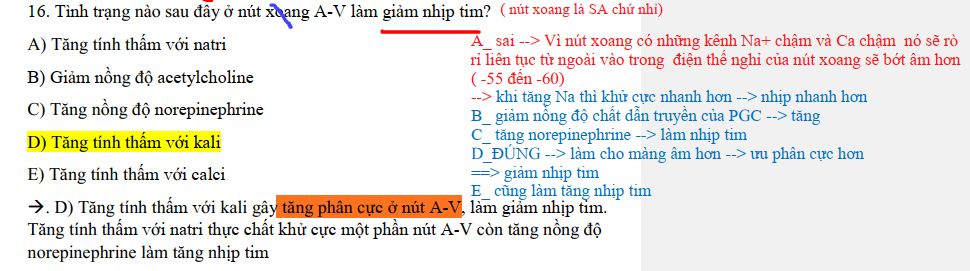 16. Tình trạng nào sau đây ở nút xoang A-V làm giảm nhịp tim? ( nút xoang là SA chứ nhỉ)
A) Tăng tính thấm với natri
B) Giảm nồng độ acetylcholine
C) Tăng nồng độ norepinephrine
D) Tăng tính thấm với kali
E) Tăng tính thấm với calci
A_ sai --> Vì nút xoang có những kênh Na+ chậm và Ca chậm nó sẽ rò
rỉ liên tục từ ngoài vào trong điện thế nghỉ của nút xoang sẽ bớt âm hơn
( -55 đến -60)
--> khi tăng Na thì khử cực nhanh hơn --> nhịp nhanh hơn
B_ giảm nồng độ chất dẫn truyền của PGC --> tăng
C_ tăng norepinephrine --> làm nhịp tim
D_ĐÚNG --> làm cho màng âm hơn --> ưu phân cực hơn
==> giảm nhịp tim
E_ cũng làm tăng nhịp tim
➔. D) Tăng tính thấm với kali gây tăng phân cực ở nút A-V, làm giảm nhịp tim.
Tăng tính thấm với natri thực chất khử cực một phần nút A-V còn tăng nồng độ
norepinephrine làm tăng nhịp tim